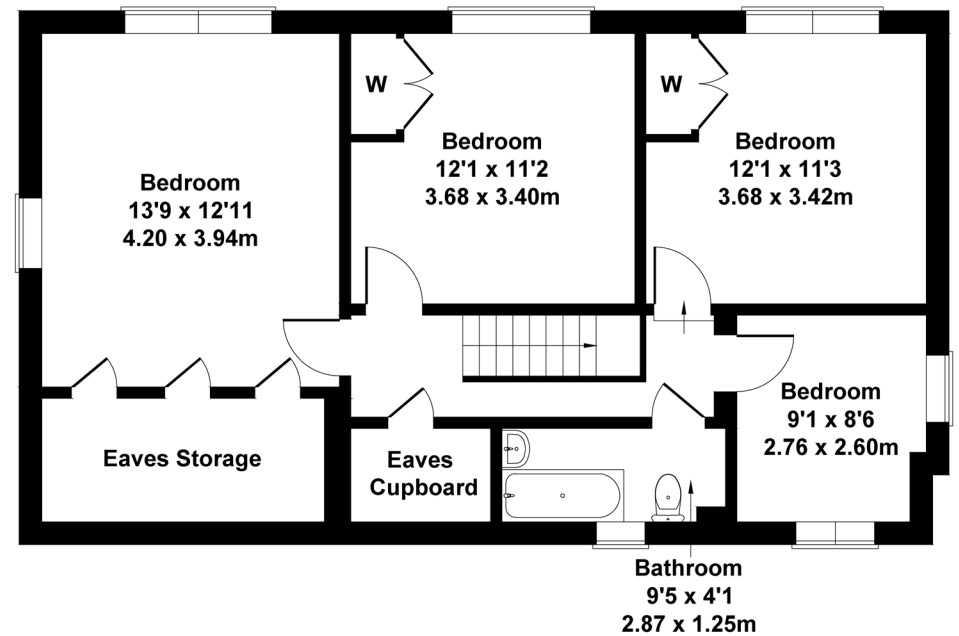 W
W
Bedroom
12'1 x 11'2
3.68 x 3.40m
Bedroom
12'1 x 11'3
3.68 x 3.42m
Bedroom
13'9 x 12'11
4.20 x 3.94m
Bedroom
9'1 x 8'6
2.76 x 2.60m
Eaves Storage
Eaves
Cupboard
Bathroom
9'5 x 4'1
2.87 x 1.25m